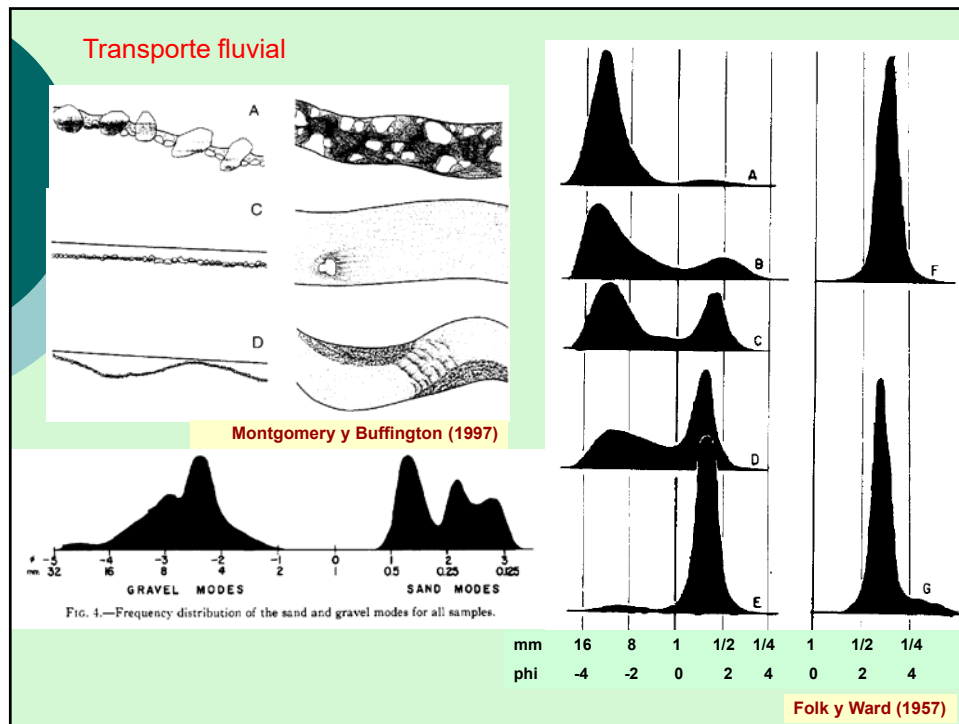 Transporte fluvial
A
C
D
Montgomery y Buffington (1997)
ø -5 -4 -3 -2 -1 0 1 2 3
mm. 32 16 8 4 2 1 0.5 0.25 0.125
GRAVEL MODES SAND MODES
FIG. 4.—Frequency distribution of the sand and gravel modes for all samples.
A
B
C
D
E
F
G
mm 16 8 1 1/2 1/4 1 1/2 1/4
phi -4 -2 0 2 4 0 2 4
Folk y Ward (1957)